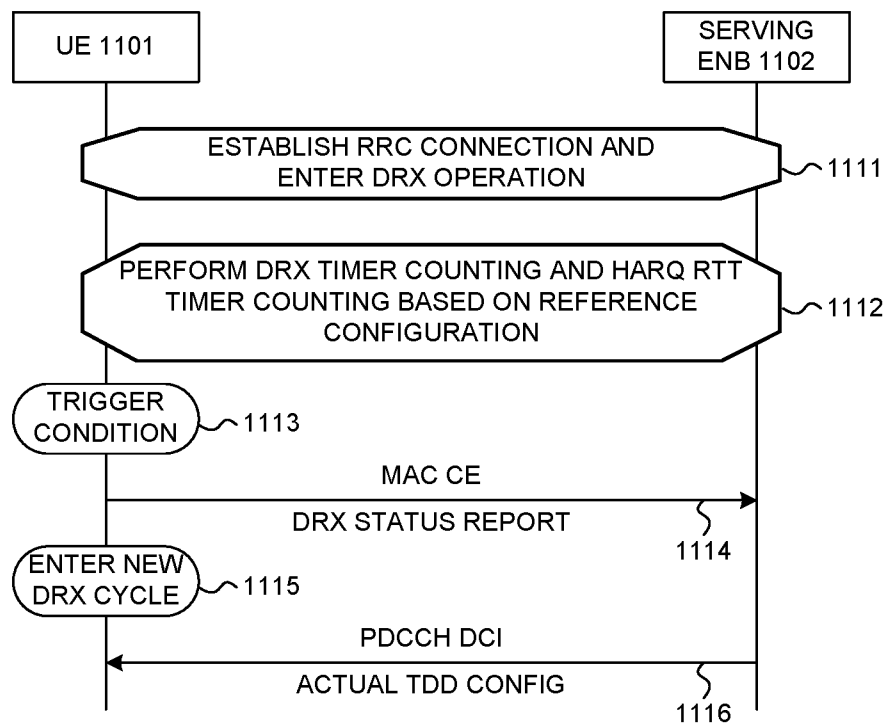 UE 1101
SERVING
ENB 1102
ESTABLISH RRC CONNECTION AND
ENTER DRX OPERATION
1111
PERFORM DRX TIMER COUNTING AND HARQ RTT
TIMER COUNTING BASED ON REFERENCE
CONFIGURATION
1112
TRIGGER
CONDITION
1113
MAC CE
DRX STATUS REPORT
1114
ENTER NEW
DRX CYCLE
1115
PDCCH DCI
ACTUAL TDD CONFIG
1116